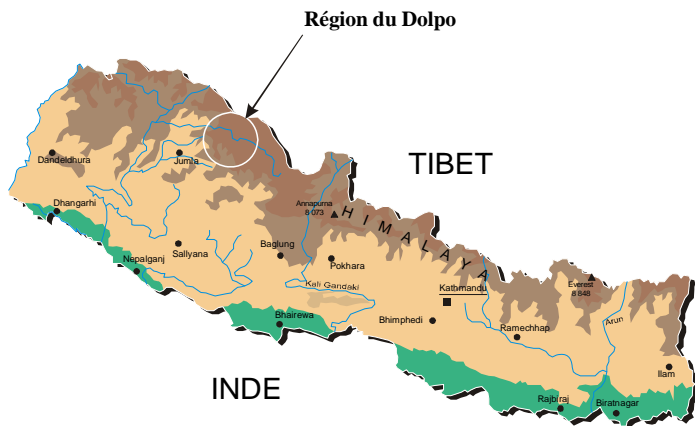 Région du Dolpo
TIBET
Dandeldhura
Jumla
Annapurna
8 073
HIMALAYA
Dhangarhi
Sallyana
Baglung
Pokhara
Nepalganj
Kali Gandaki
Kathmandu
Everest
8 848
Bhairewa
Bhimphedi
Ramechhap
Arun
INDE
Ilam
Rajbiraj
Biratnagar